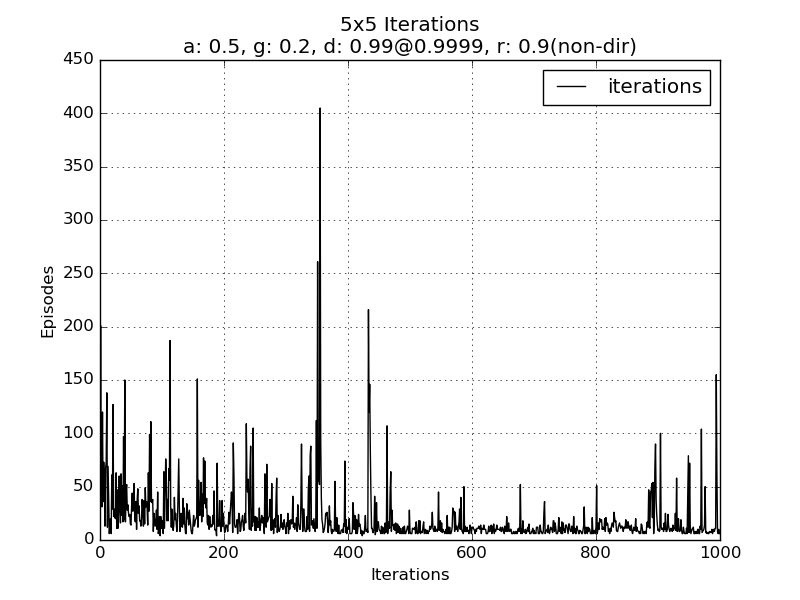 5x5 Iterations
a: 0.5, g: 0.2, d: 0.99@0.9999, r: 0.9(non-dir)
iterations
Episodes
450
400
350
300
250
200
150
100
50
0
0 200 400 600 800 1000
Iterations